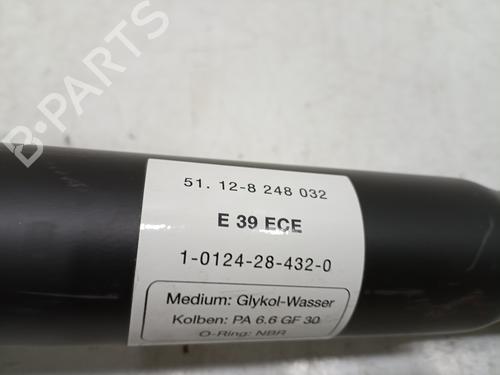 B-PARTS
51. 12-8 248 032
E 39 ECE
1-0124-28-432-0
Medium: Glykol-Wasser
Kolben: PA 6.6 GF 30
O-Ring: NBR